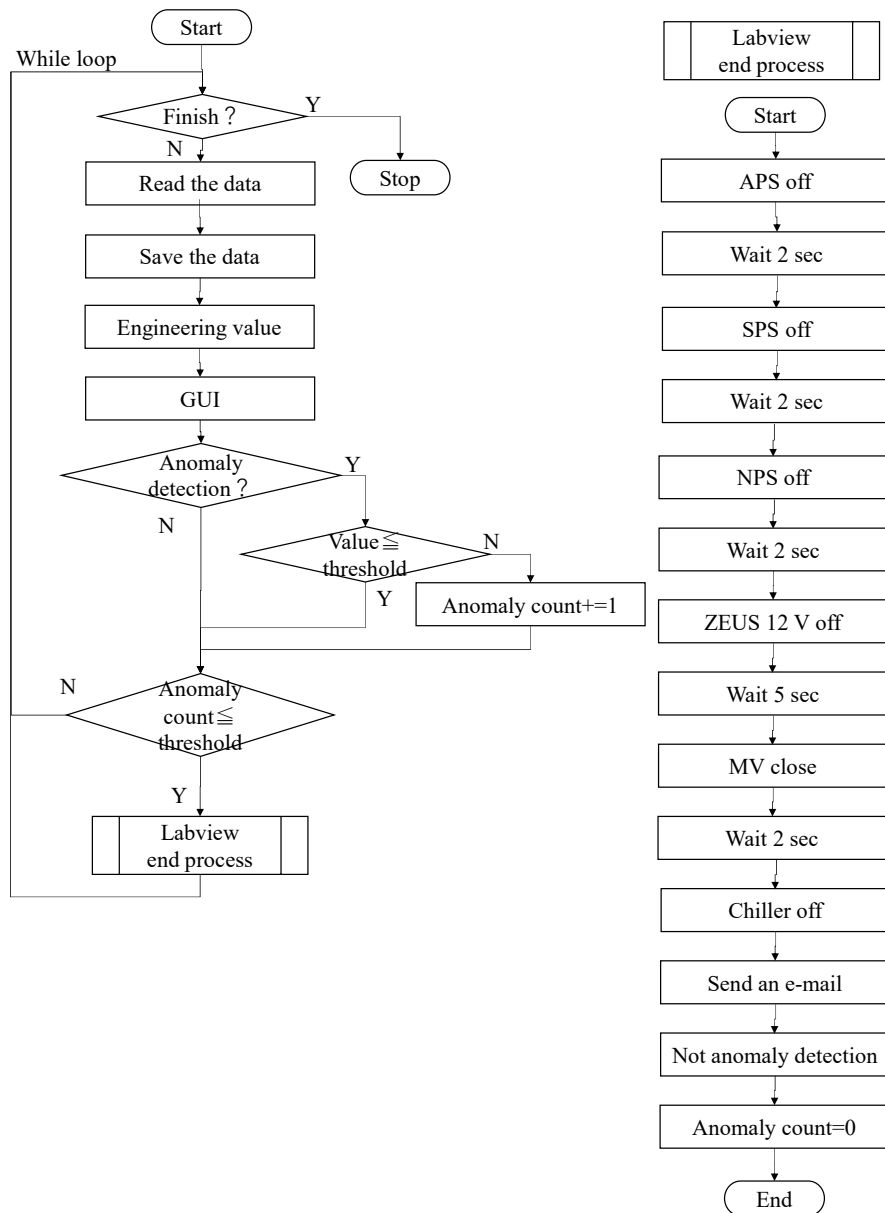 Start
While loop
Finish？
Y
N
Stop
Read the data
Save the data
Engineering value
GUI
Anomaly
detection？
Y
N
Value≦
threshold
N
Y
Anomaly count+=1
Anomaly
count≦
threshold
N
Y
Labview
end process
Labview
end process
Start
APS off
Wait 2 sec
SPS off
Wait 2 sec
NPS off
Wait 2 sec
ZEUS 12 V off
Wait 5 sec
MV close
Wait 2 sec
Chiller off
Send an e-mail
Not anomaly detection
Anomaly count=0
End